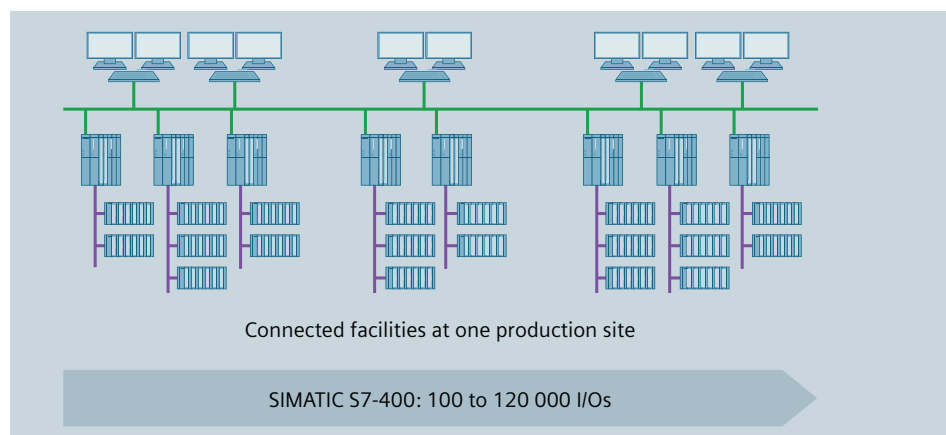 Connected facilities at one production site
SIMATIC S7-400: 100 to 120 000 I/Os